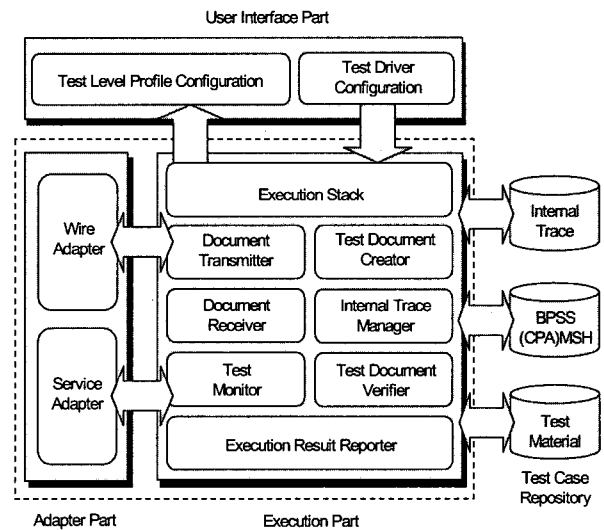 User Interface Part
Test Level Profile Configuration
Test Driver
Configuration
Execution Stack
Wire
Adapter
Document
Transmitter
Test Document
Creator
Internal
Trace
Document
Receiver
Internal Trace
Manager
BPSS
(CPA)MSH
Service
Adapter
Test
Monitor
Test Document
Verifier
Execution Resuit Reporter
Test
Material
Test Case
Repository
Adapter Part
Execution Part